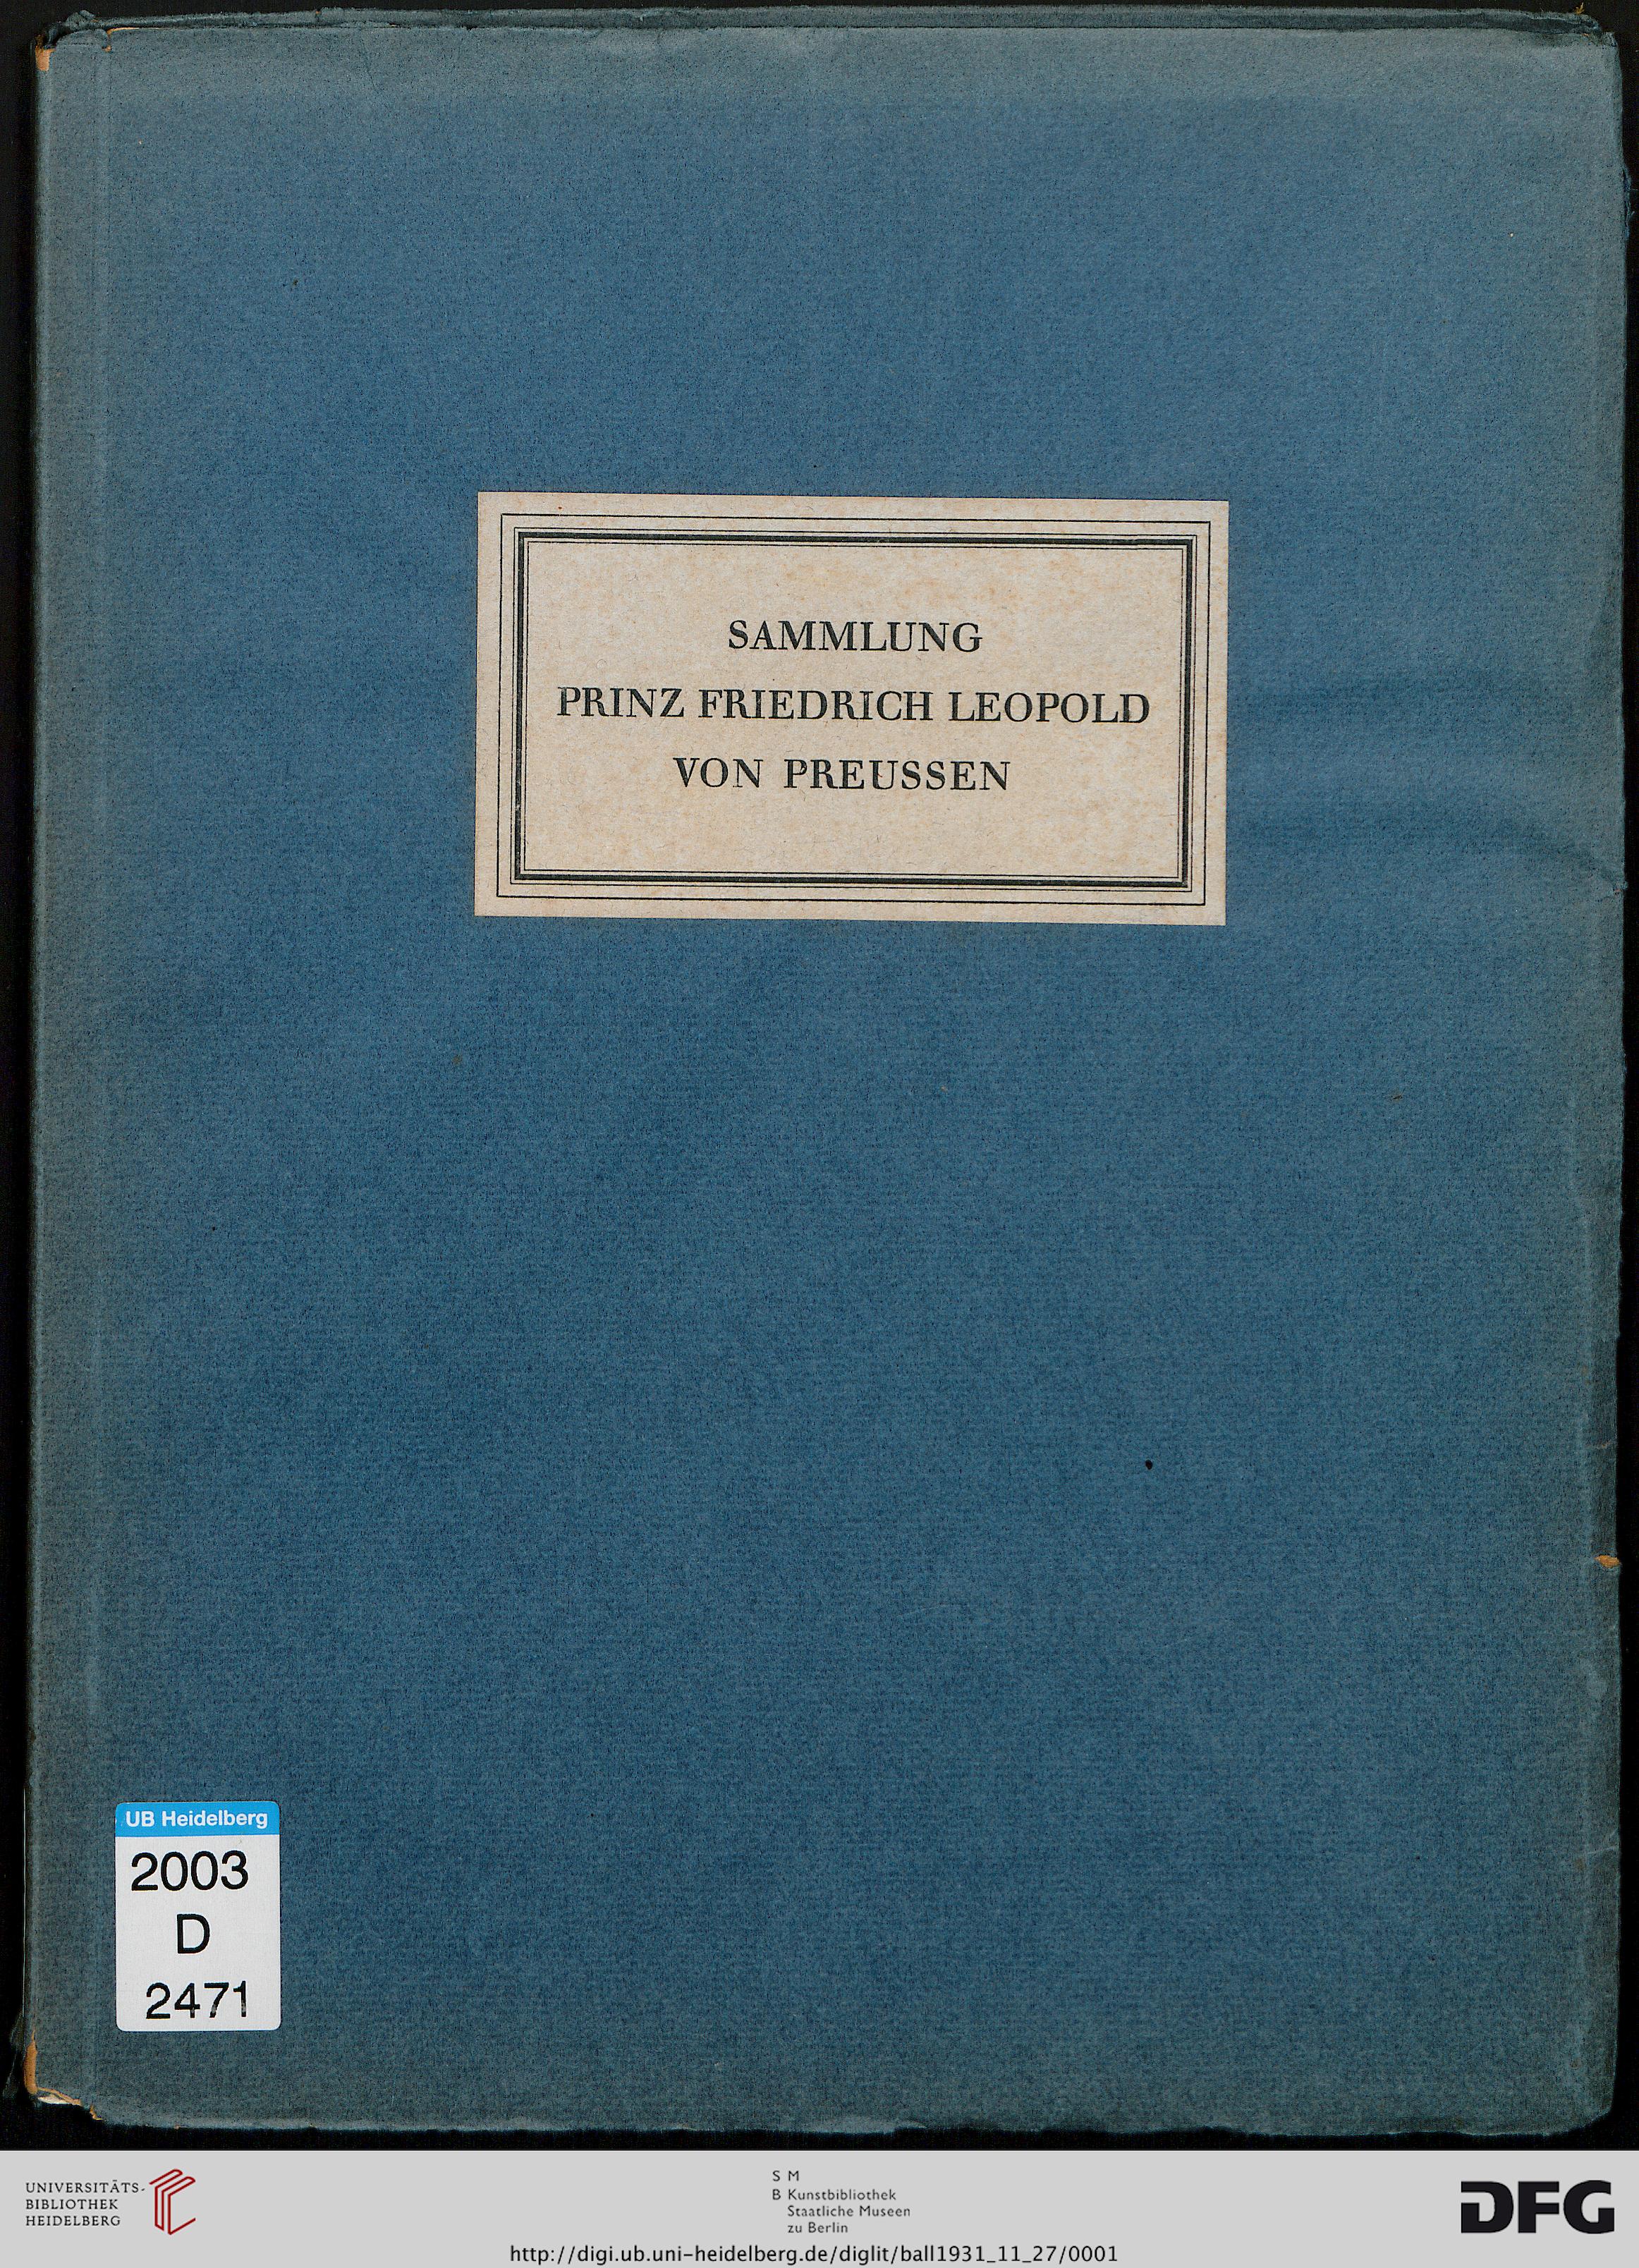 SAMMLUNG
PRINZ FRIEDRICH LEOPOLD
VON PREUSSEN
UB Heidelberg
2003
D
2471
UNIVERSITÄTS-
BIBLIOTHEK
HEIDELBERG
S M
B Kunstbibliothek
Staatliche Museen
zu Berlin
DFG
http://digi.ub.uni-heidelberg.de/diglit/ball1931_11_27/0001